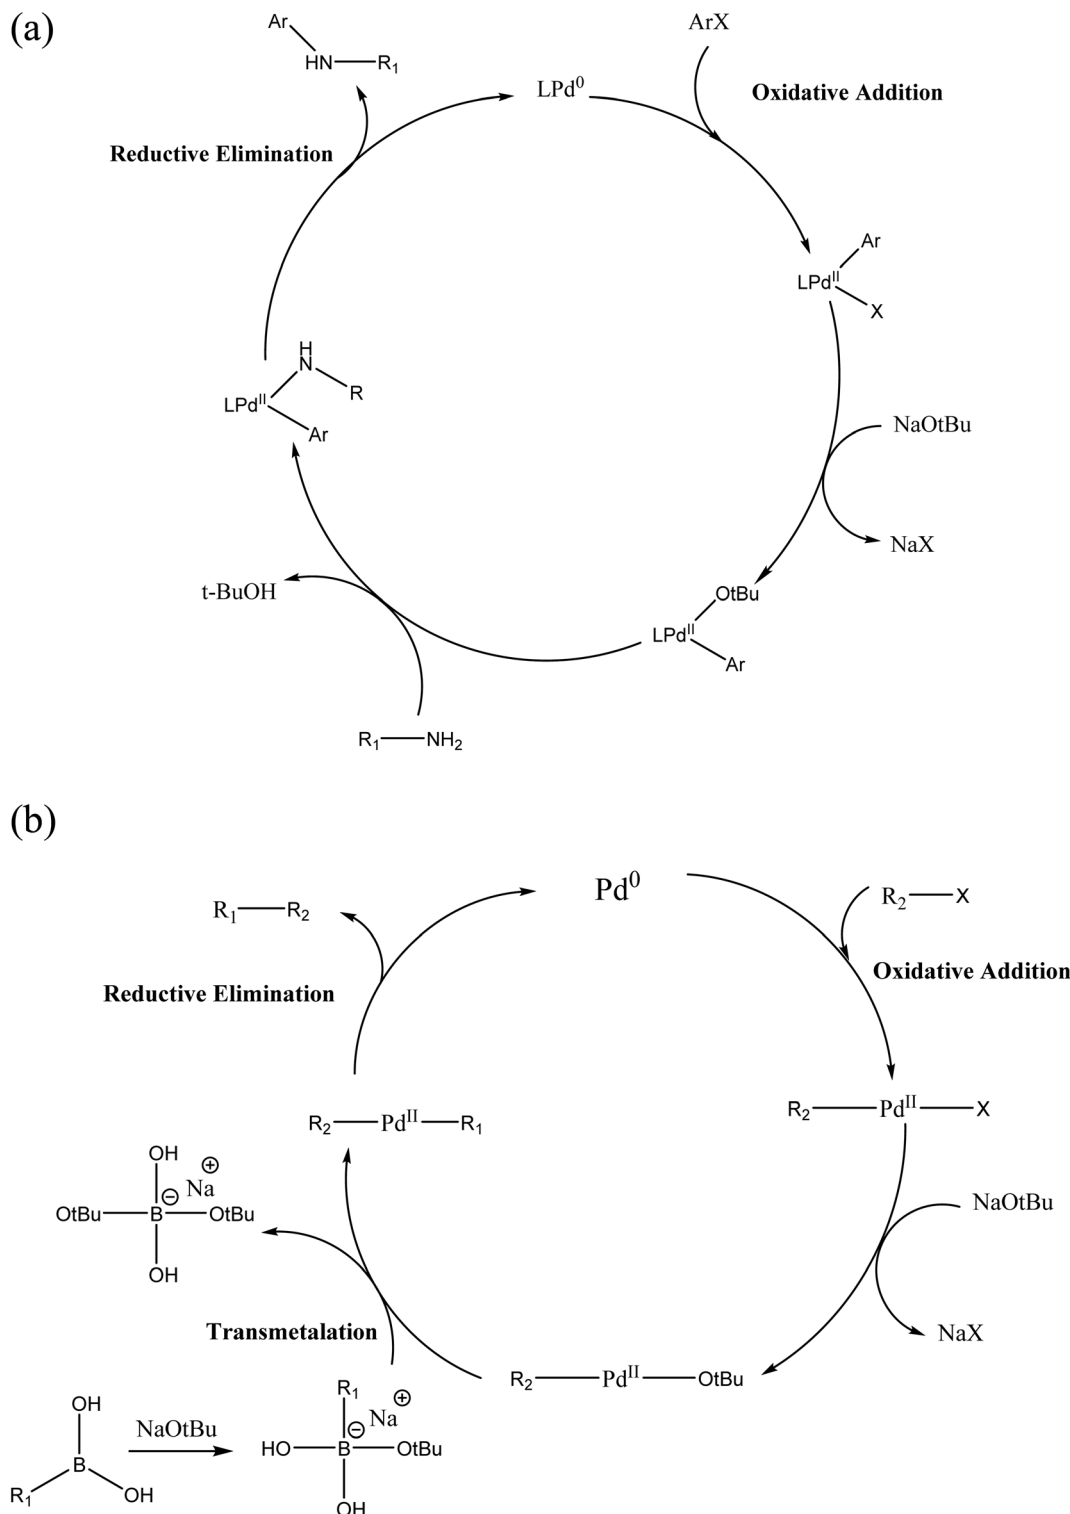 (a)
Ar
HN—R₁
ArX
LPd⁰
Oxidative Addition
Reductive Elimination
Ar
LPdᴵᴵ
X
H
N
R
LPdᴵᴵ
Ar
NaOtBu
NaX
t-BuOH
OtBu
LPdᴵᴵ
Ar
R₁—NH₂
(b)
Pd⁰
R₂—X
R₁—R₂
Oxidative Addition
Reductive Elimination
R₂—Pdᴵᴵ—X
R₂—Pdᴵᴵ—R₁
OH
Na⊕
OtBu—B⊖—OtBu
OH
NaOtBu
NaX
Transmetalation
R₂—Pdᴵᴵ—OtBu
OH
NaOtBu
B
R₁
OH
R₁
Na⊕
HO—B⊖—OtBu
OH